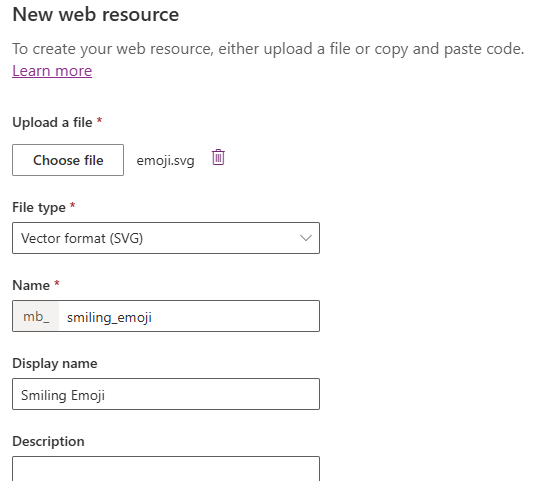 New web resource
To create your web resource, either upload a file or copy and paste code.
Learn more
Upload a file *
Choose file emoji.svg
File type *
Vector format (SVG)
Name *
mb_ smiling_emoji
Display name
Smiling Emoji
Description